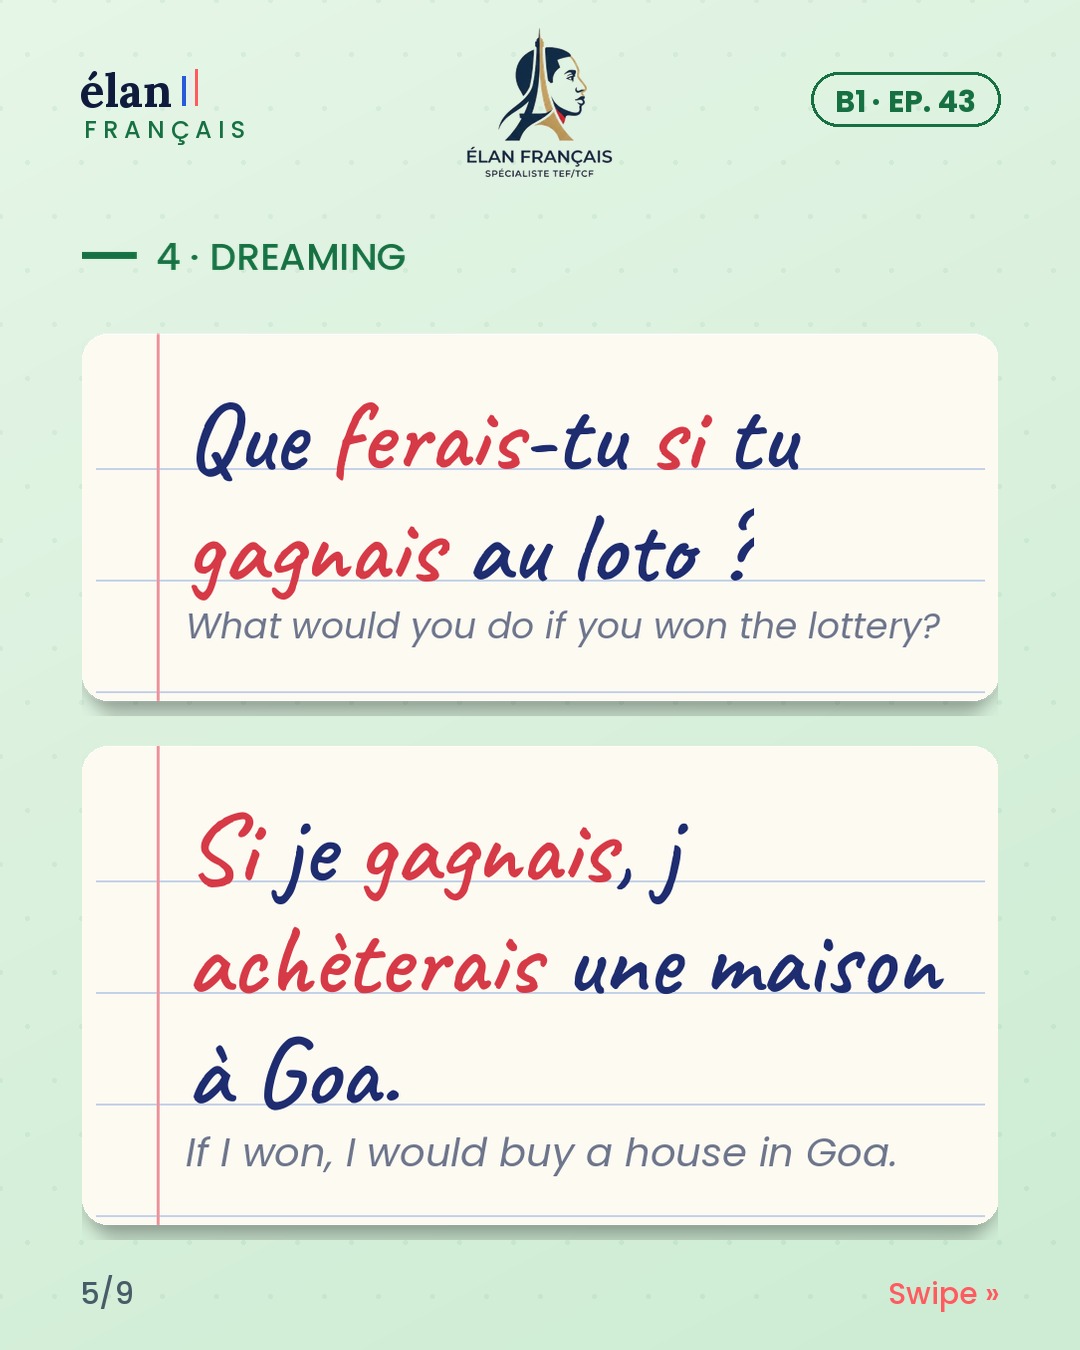 élan
FRANÇAIS
ÉLAN FRANÇAIS
SPÉCIALISTE TEF/TCF
B1 · EP. 43
4 · DREAMING
Que ferais-tu si tu
gagnais au loto ?
What would you do if you won the lottery?
Si je gagnais, j
achèterais une maison
à Goa.
If I won, I would buy a house in Goa.
5/9
Swipe »